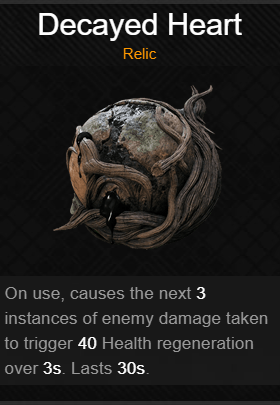 Decayed Heart
Relic
On use, causes the next 3
instances of enemy damage taken
to trigger 40 Health regeneration
over 3s. Lasts 30s.